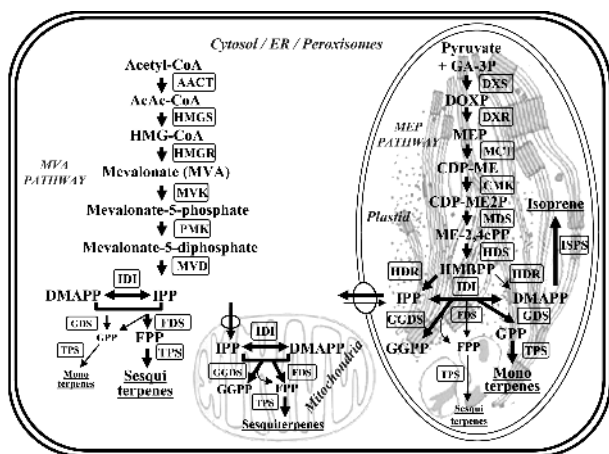 Cytosol / ER / Peroxisomes
Acetyl-CoA
AACT
AcAc-CoA
HMGS
HMG-CoA
HMGR
MVA
PATHWAY
Mevalonate (MVA)
MVK
Mevalonate-5-phosphate
PMK
Mevalonate-5-diphosphate
MVD
IDI
DMAPP
IPP
GDS
GPP
FDS
FPP
TPS
TPS
Mono
terpenes
Sesqui
terpenes
IDI
IPP
DMAPP
GGDS
FDS
GGPP
FPP
TPS
Sesquiterpenes
Mitochondria
Pyruvate
+ GA-3P
DXS
DOXP
DXR
MEP
PATHWAY
MEP
MCT
CDP-ME
CMK
CDP-ME2P
Plastid
MDS
ME-2,4cPP
HDS
Isoprene
ISPS
HDR
HMBPP
HDR
IDI
IPP
DMAPP
GGDS
FDS
GDS
GGPP
FPP
GPP
TPS
TPS
Mono
terpenes
Sesqui
terpenes